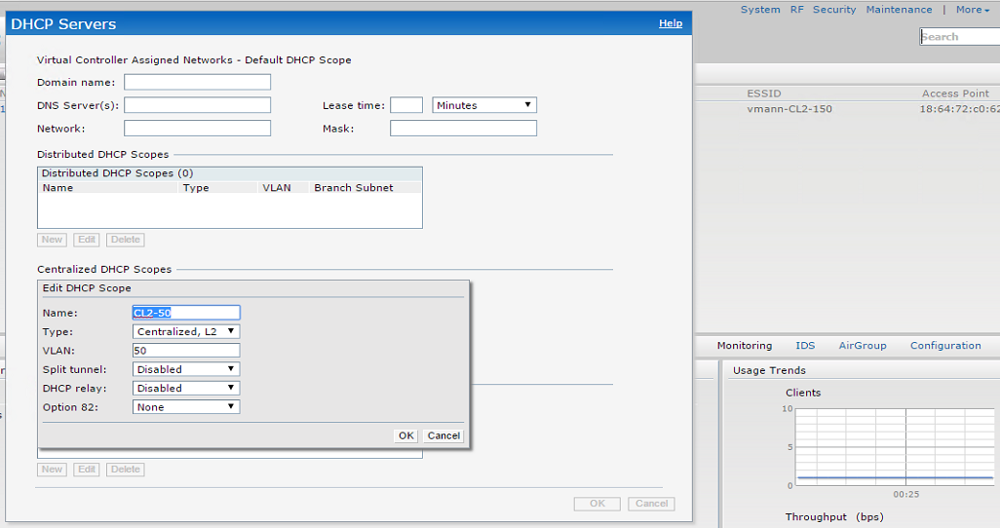 System RF Security Maintenance | More
DHCP Servers
Help
Search
Virtual Controller Assigned Networks - Default DHCP Scope
Domain name:
DNS Server(s):
Lease time:
Minutes
Network:
Mask:
ESSID
Access Point
vmann-CL2-150
18:64:72:c0:62
Distributed DHCP Scopes
Distributed DHCP Scopes (0)
Name Type VLAN Branch Subnet
New Edit Delete
Centralized DHCP Scopes
Edit DHCP Scope
Name: CL2-50
Type: Centralized, L2
VLAN: 50
Split tunnel: Disabled
DHCP relay: Disabled
Option 82: None
OK Cancel
New Edit Delete
OK Cancel
Monitoring IDS AirGroup Configuration
Usage Trends
Clients
10
5
0
00:25
Throughput (bps)